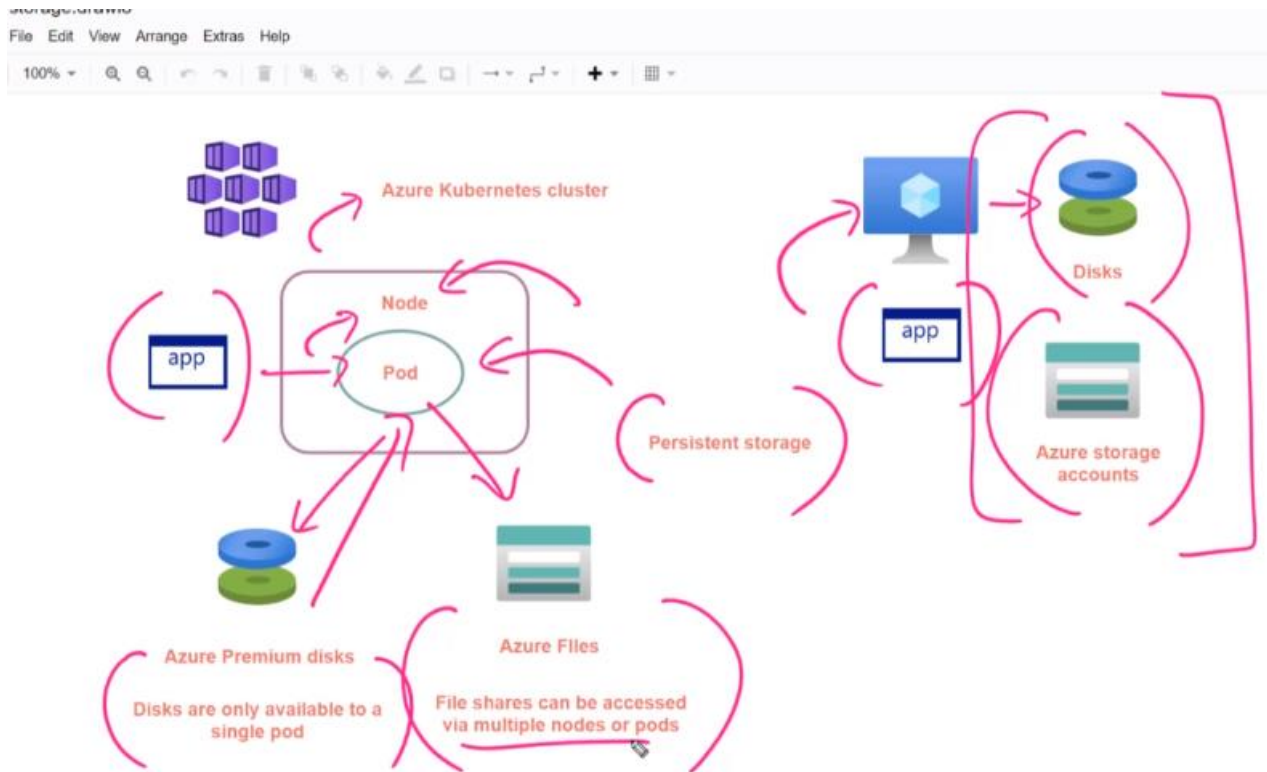 storage.drawio
File Edit View Arrange Extras Help
100%
Azure Kubernetes cluster
Node
app
Pod
Persistent storage
Azure Premium disks
Disks are only available to a
single pod
Azure FIles
File shares can be accessed
via multiple nodes or pods
Disks
app
Azure storage
accounts